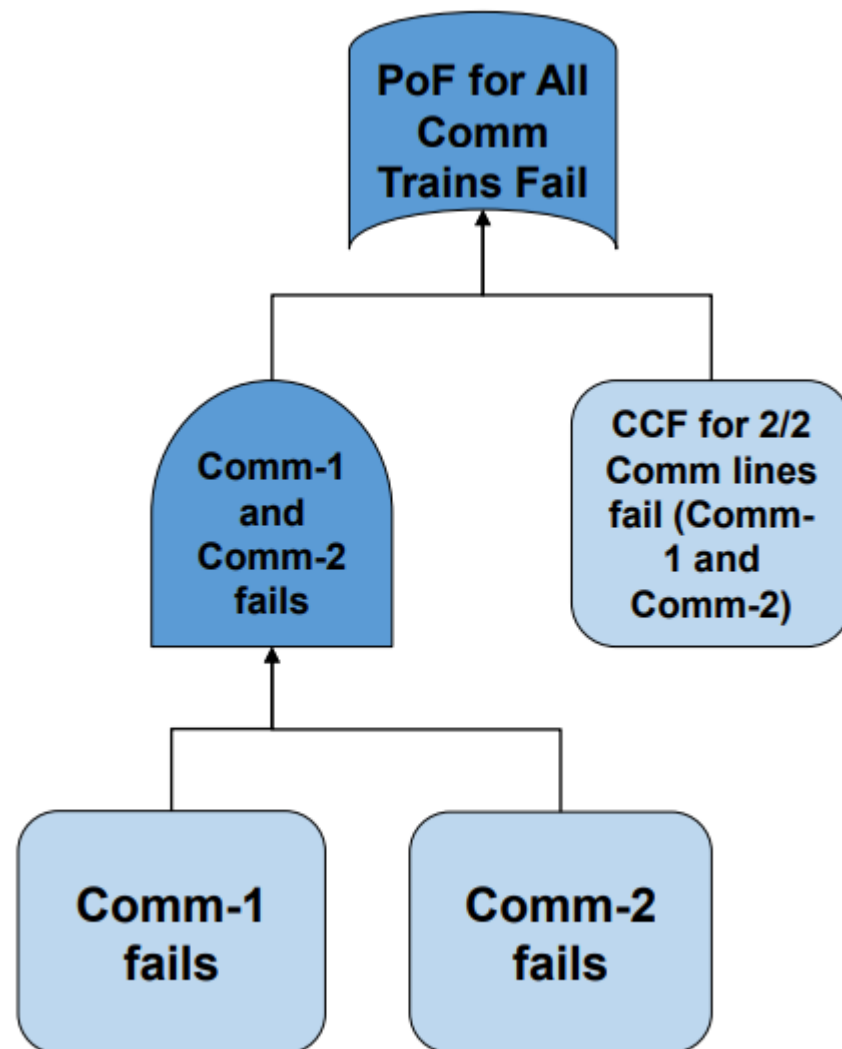 PoF for All
Comm
Trains Fail
Comm-1
and
Comm-2
fails
CCF for 2/2
Comm lines
fail (Comm-
1 and
Comm-2)
Comm-1
fails
Comm-2
fails